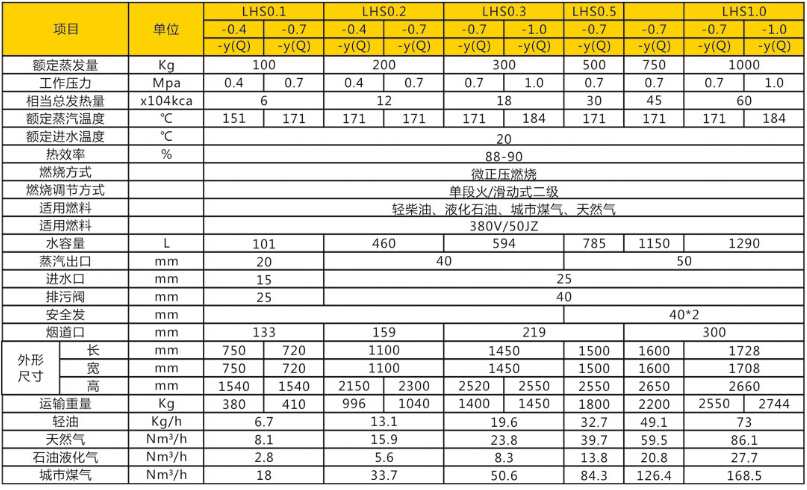 项目 单位 LHS0.1 LHS0.2 LHS0.3 LHS0.5 LHS1.0
-0.4 -0.7 -0.4 -0.7 -0.7 -1.0 -0.7 -0.7 -0.7 -1.0
-y(Q) -y(Q) -y(Q) -y(Q) -y(Q) -y(Q) -y(Q) -y(Q) -y(Q) -y(Q)
额定蒸发量 Kg 100 200 300 500 750 1000
工作压力 Mpa 0.4 0.7 0.4 0.7 0.7 1.0 0.7 0.7 0.7 1.0
相当总发热量 x104kca 6 12 18 30 45 60
额定蒸汽温度 ℃ 151 171 171 171 171 184 171 171 171 184
额定进水温度 ℃ 20
热效率 % 88-90
燃烧方式 微正压燃烧
燃烧调节方式 单段火/滑动式二级
适用燃料 轻柴油、液化石油、城市煤气、天然气
适用燃料 380V/50JZ
水容量 L 101 460 594 785 1150 1290
蒸汽出口 mm 20 40 50
进水口 mm 15 25
排污阀 mm 25 40
安全发 mm 40*2
烟道口 mm 133 159 219 300
外形尺寸 长 mm 750 720 1100 1450 1500 1600 1728
宽 mm 750 720 1100 1450 1500 1600 1708
高 mm 1540 1540 2150 2300 2520 2550 2550 2650 2660
运输重量 Kg 380 410 996 1040 1400 1450 1800 2200 2550 2744
轻油 Kg/h 6.7 13.1 19.6 32.7 49.1 73
天然气 Nm³/h 8.1 15.9 23.8 39.7 59.5 86.1
石油液化气 Nm³/h 2.8 5.6 8.3 13.8 20.8 27.7
城市煤气 Nm³/h 18 33.7 50.6 84.3 126.4 168.5